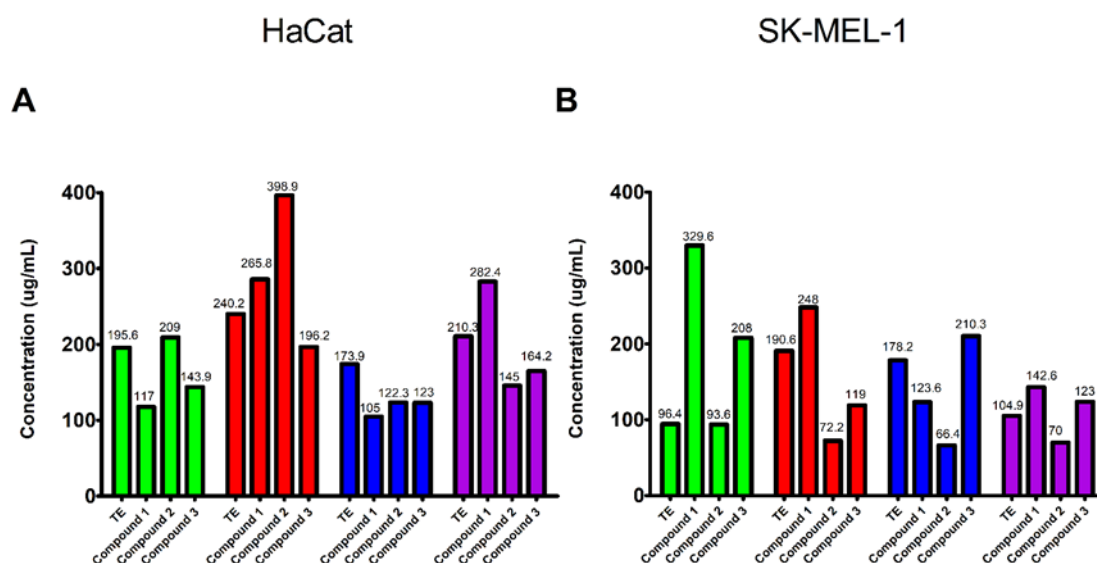 HaCat
SK-MEL-1
A
Concentration (ug/mL)
400
300
200
100
0
195.6
117
209
143.9
240.2
265.8
398.9
196.2
173.9
105
122.3
123
210.3
282.4
145
164.2
TE
Compound 1
Compound 2
Compound 3
TE
Compound 1
Compound 2
Compound 3
TE
Compound 1
Compound 2
Compound 3
TE
Compound 1
Compound 2
Compound 3
B
Concentration (ug/mL)
400
300
200
100
0
96.4
329.6
93.6
208
190.6
248
72.2
119
178.2
123.6
66.4
210.3
104.9
142.6
70
123
TE
Compound 1
Compound 2
Compound 3
TE
Compound 1
Compound 2
Compound 3
TE
Compound 1
Compound 2
Compound 3
TE
Compound 1
Compound 2
Compound 3